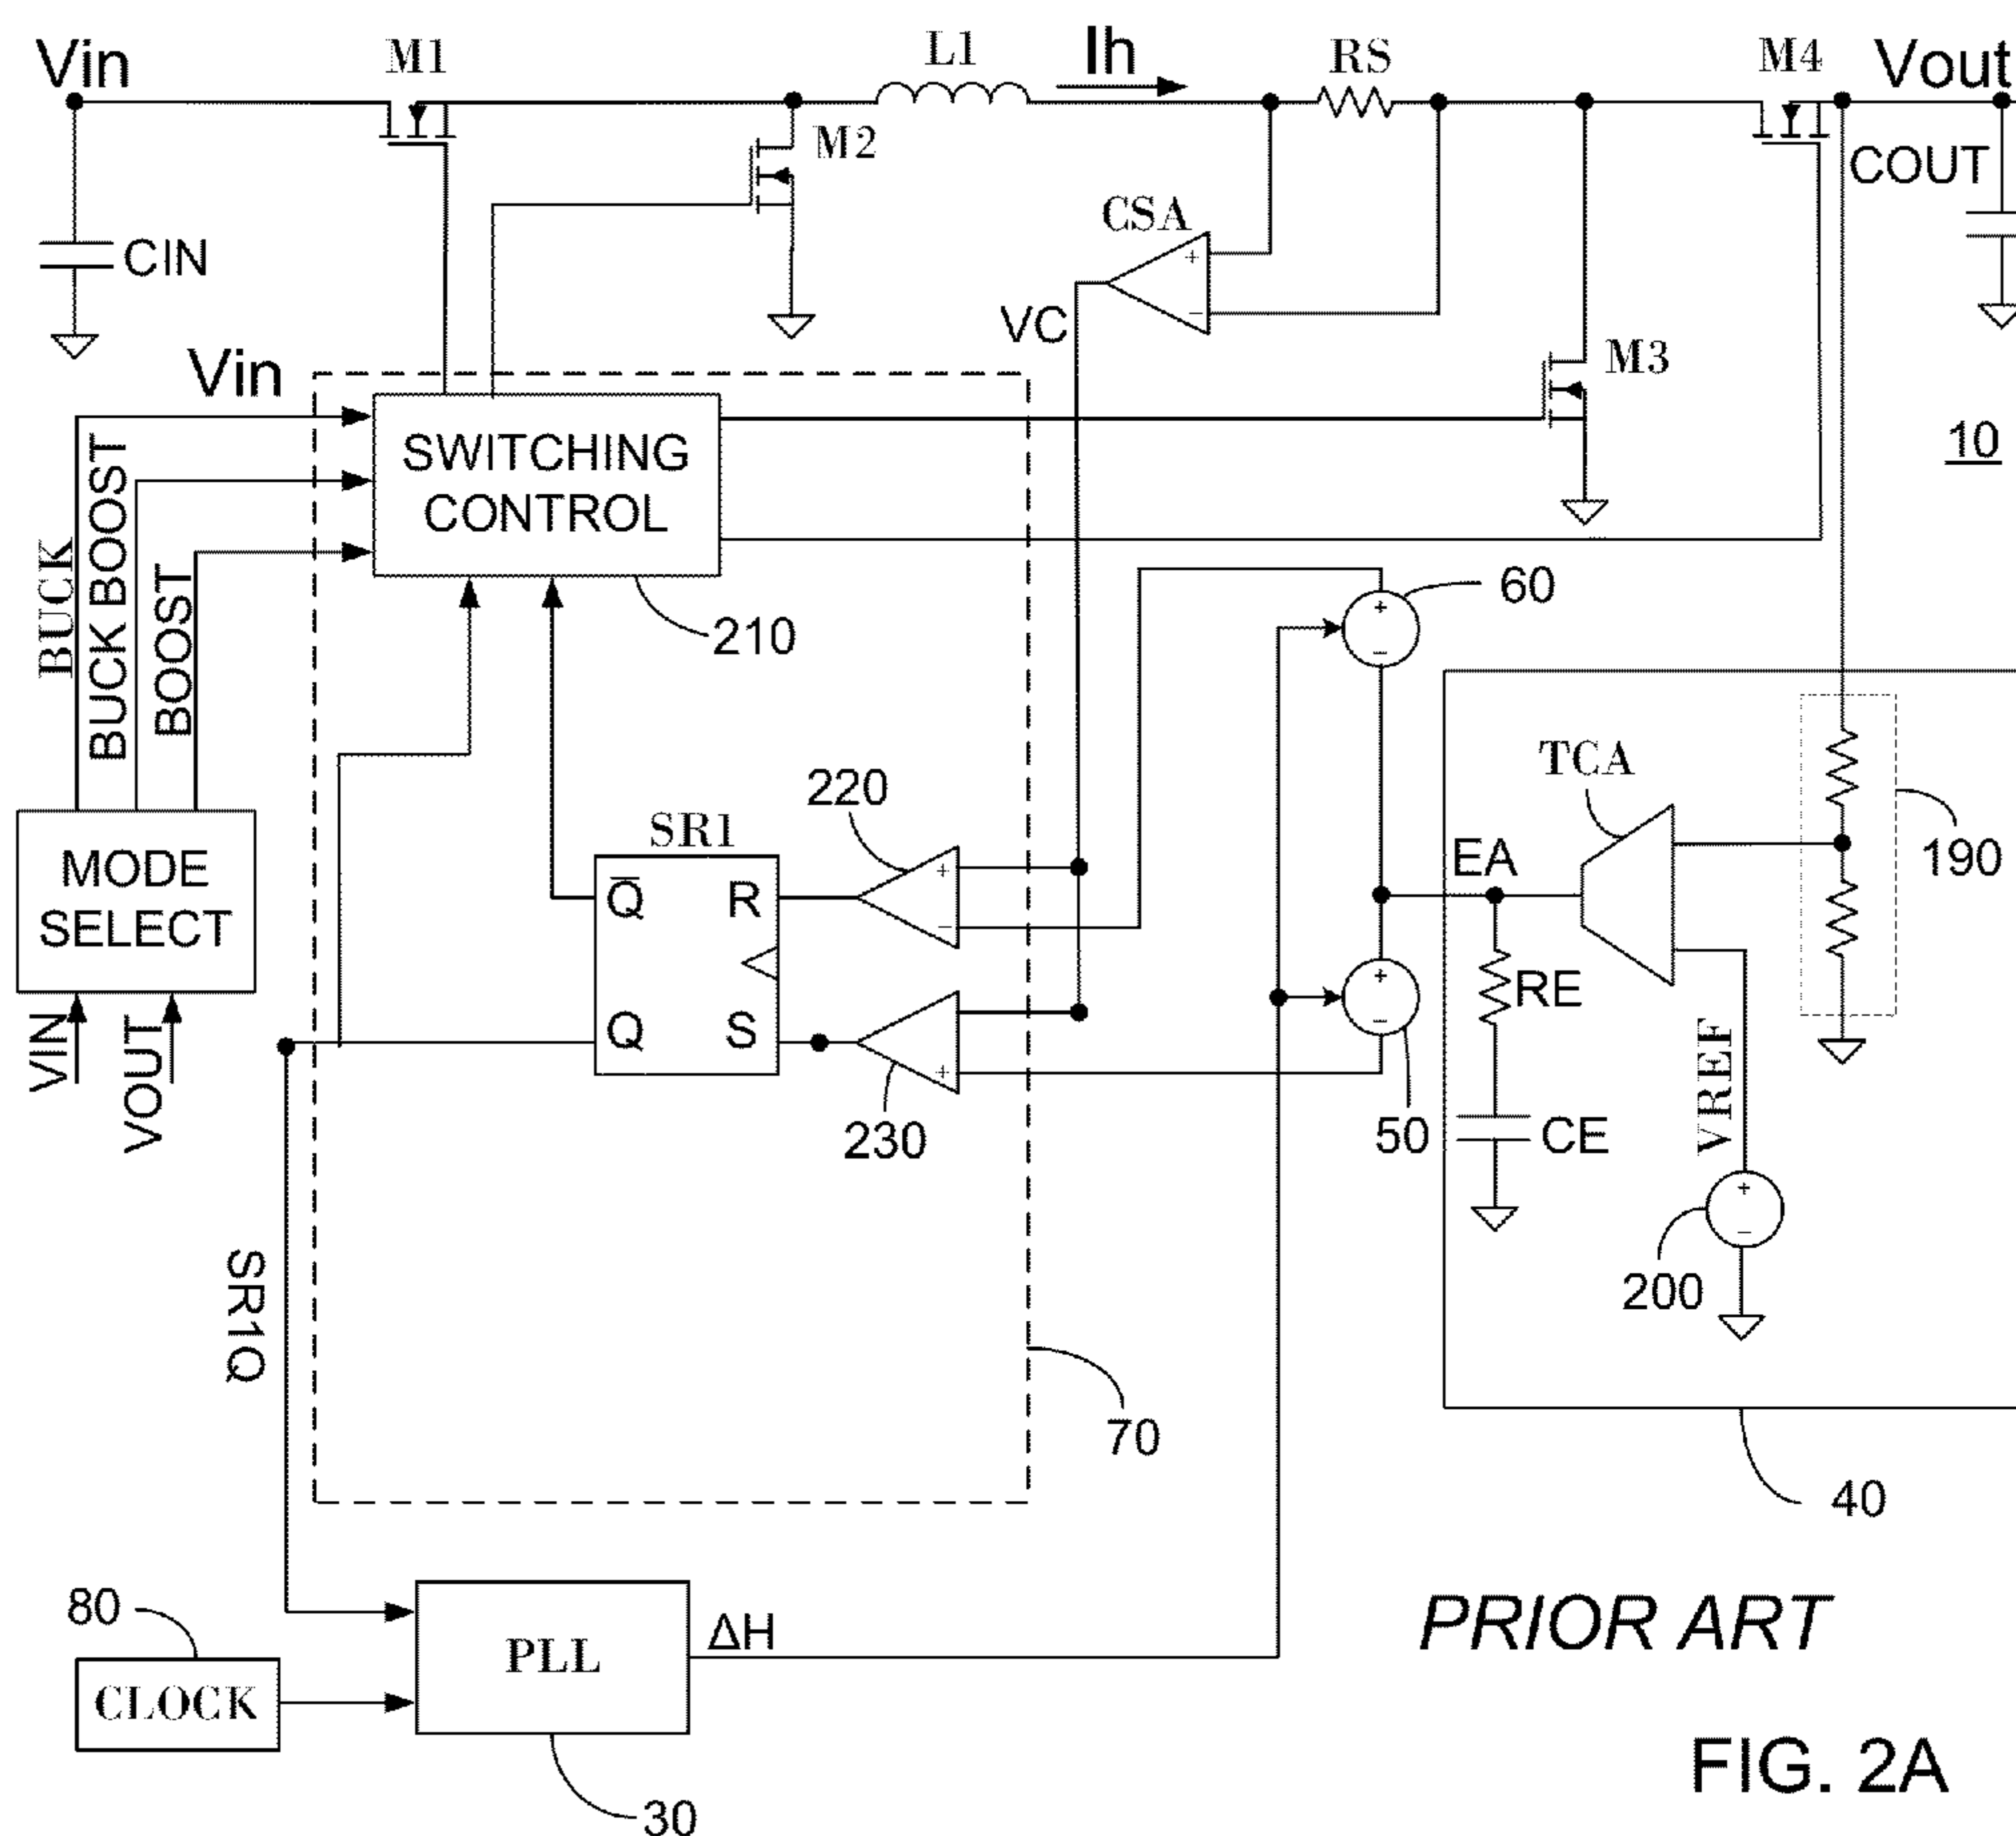 Vin
M1
L1
Ih
RS
M4
Vout
M2
COUT
CSA
+
−
CIN
VC
M3
Vin
10
SWITCHING
CONTROL
BUCK
BUCK BOOST
BOOST
210
60
+
−
TCA
190
220
SR1
EA
MODE
SELECT
Q̅
R
+
−
Q
S
+
230
+
−
50
RE
CE
VREF
VIN
VOUT
+
−
200
SR1Q
70
40
80
CLOCK
PLL
ΔH
30
PRIOR ART
FIG. 2A